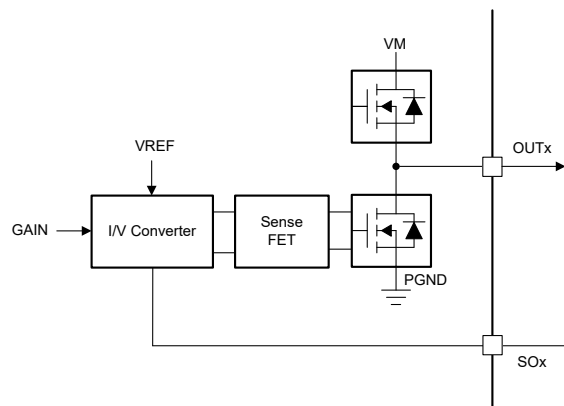 VM
OUTx
VREF
GAIN
I/V Converter
Sense
FET
PGND
SOx